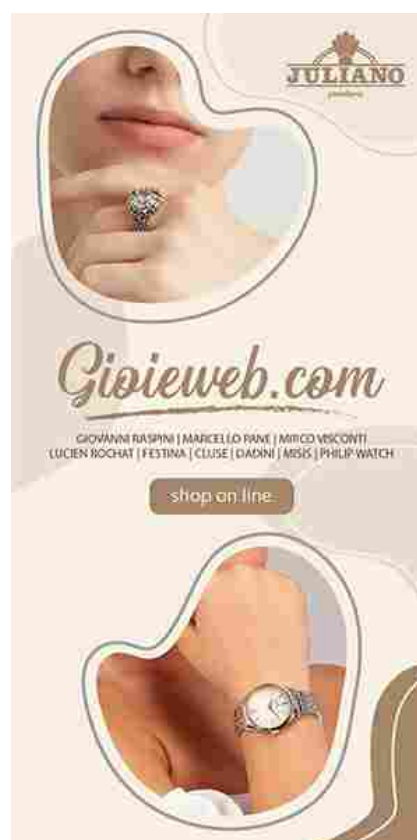 JULIANO
Gioieweb.com
GIOVANNI RASPINI | MARCELLO PANE | MIRCO VISCONTI
LUCIEN ROCHAT | FESTINA | CLUSE | DADINI | MISIS | PHILIP WATCH
shop on line